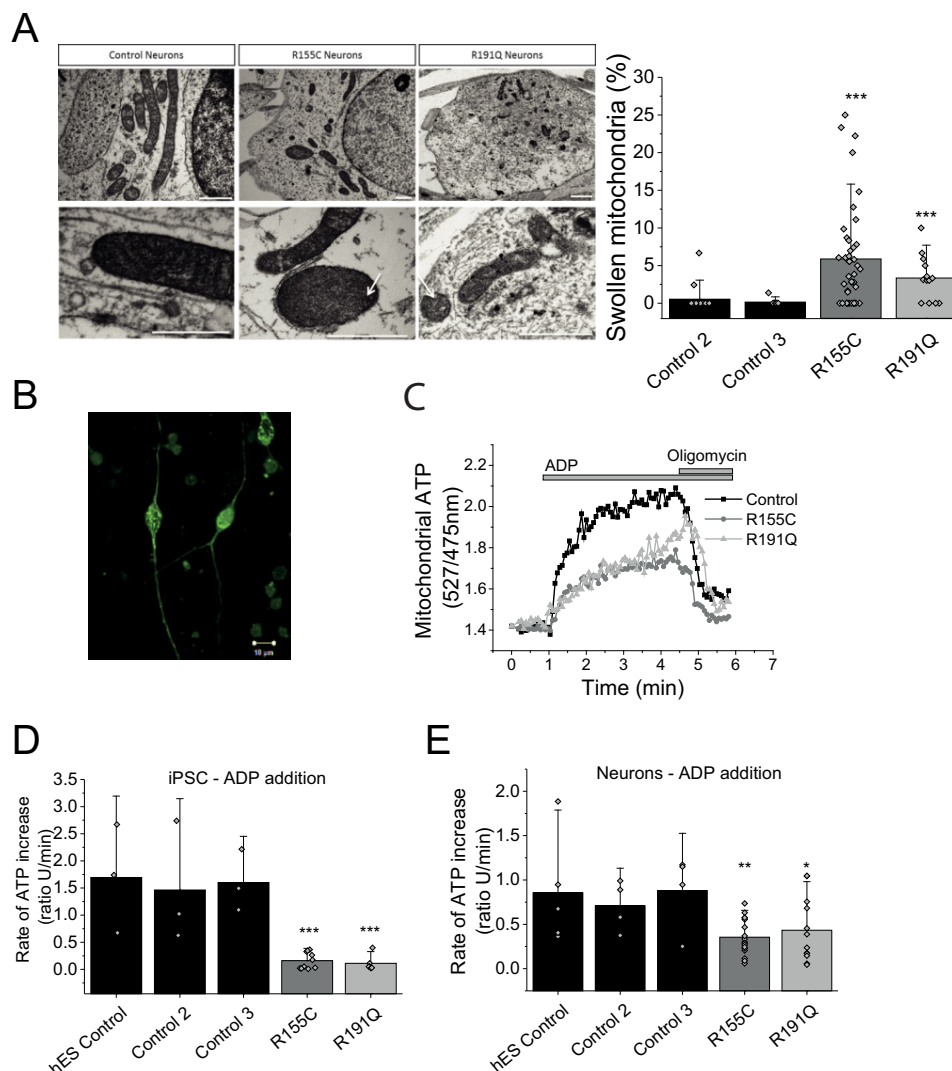 A
Control Neurons
R155C Neurons
R191Q Neurons
Swollen mitochondria (%)
30
25
20
15
10
5
0
***
***
Control 2
Control 3
R155C
R191Q
B
10 µm
C
Mitochondrial ATP
(527/475nm)
2.2
2.0
1.8
1.6
1.4
ADP
Oligomycin
Control
R155C
R191Q
0 1 2 3 4 5 6 7
Time (min)
D
iPSC - ADP addition
Rate of ATP increase
(ratio U/min)
3.5
3.0
2.5
2.0
1.5
1.0
0.5
0.0
***
***
hES Control
Control 2
Control 3
R155C
R191Q
E
Neurons - ADP addition
Rate of ATP increase
(ratio U/min)
2.0
1.5
1.0
0.5
0.0
**
*
hES Control
Control 2
Control 3
R155C
R191Q